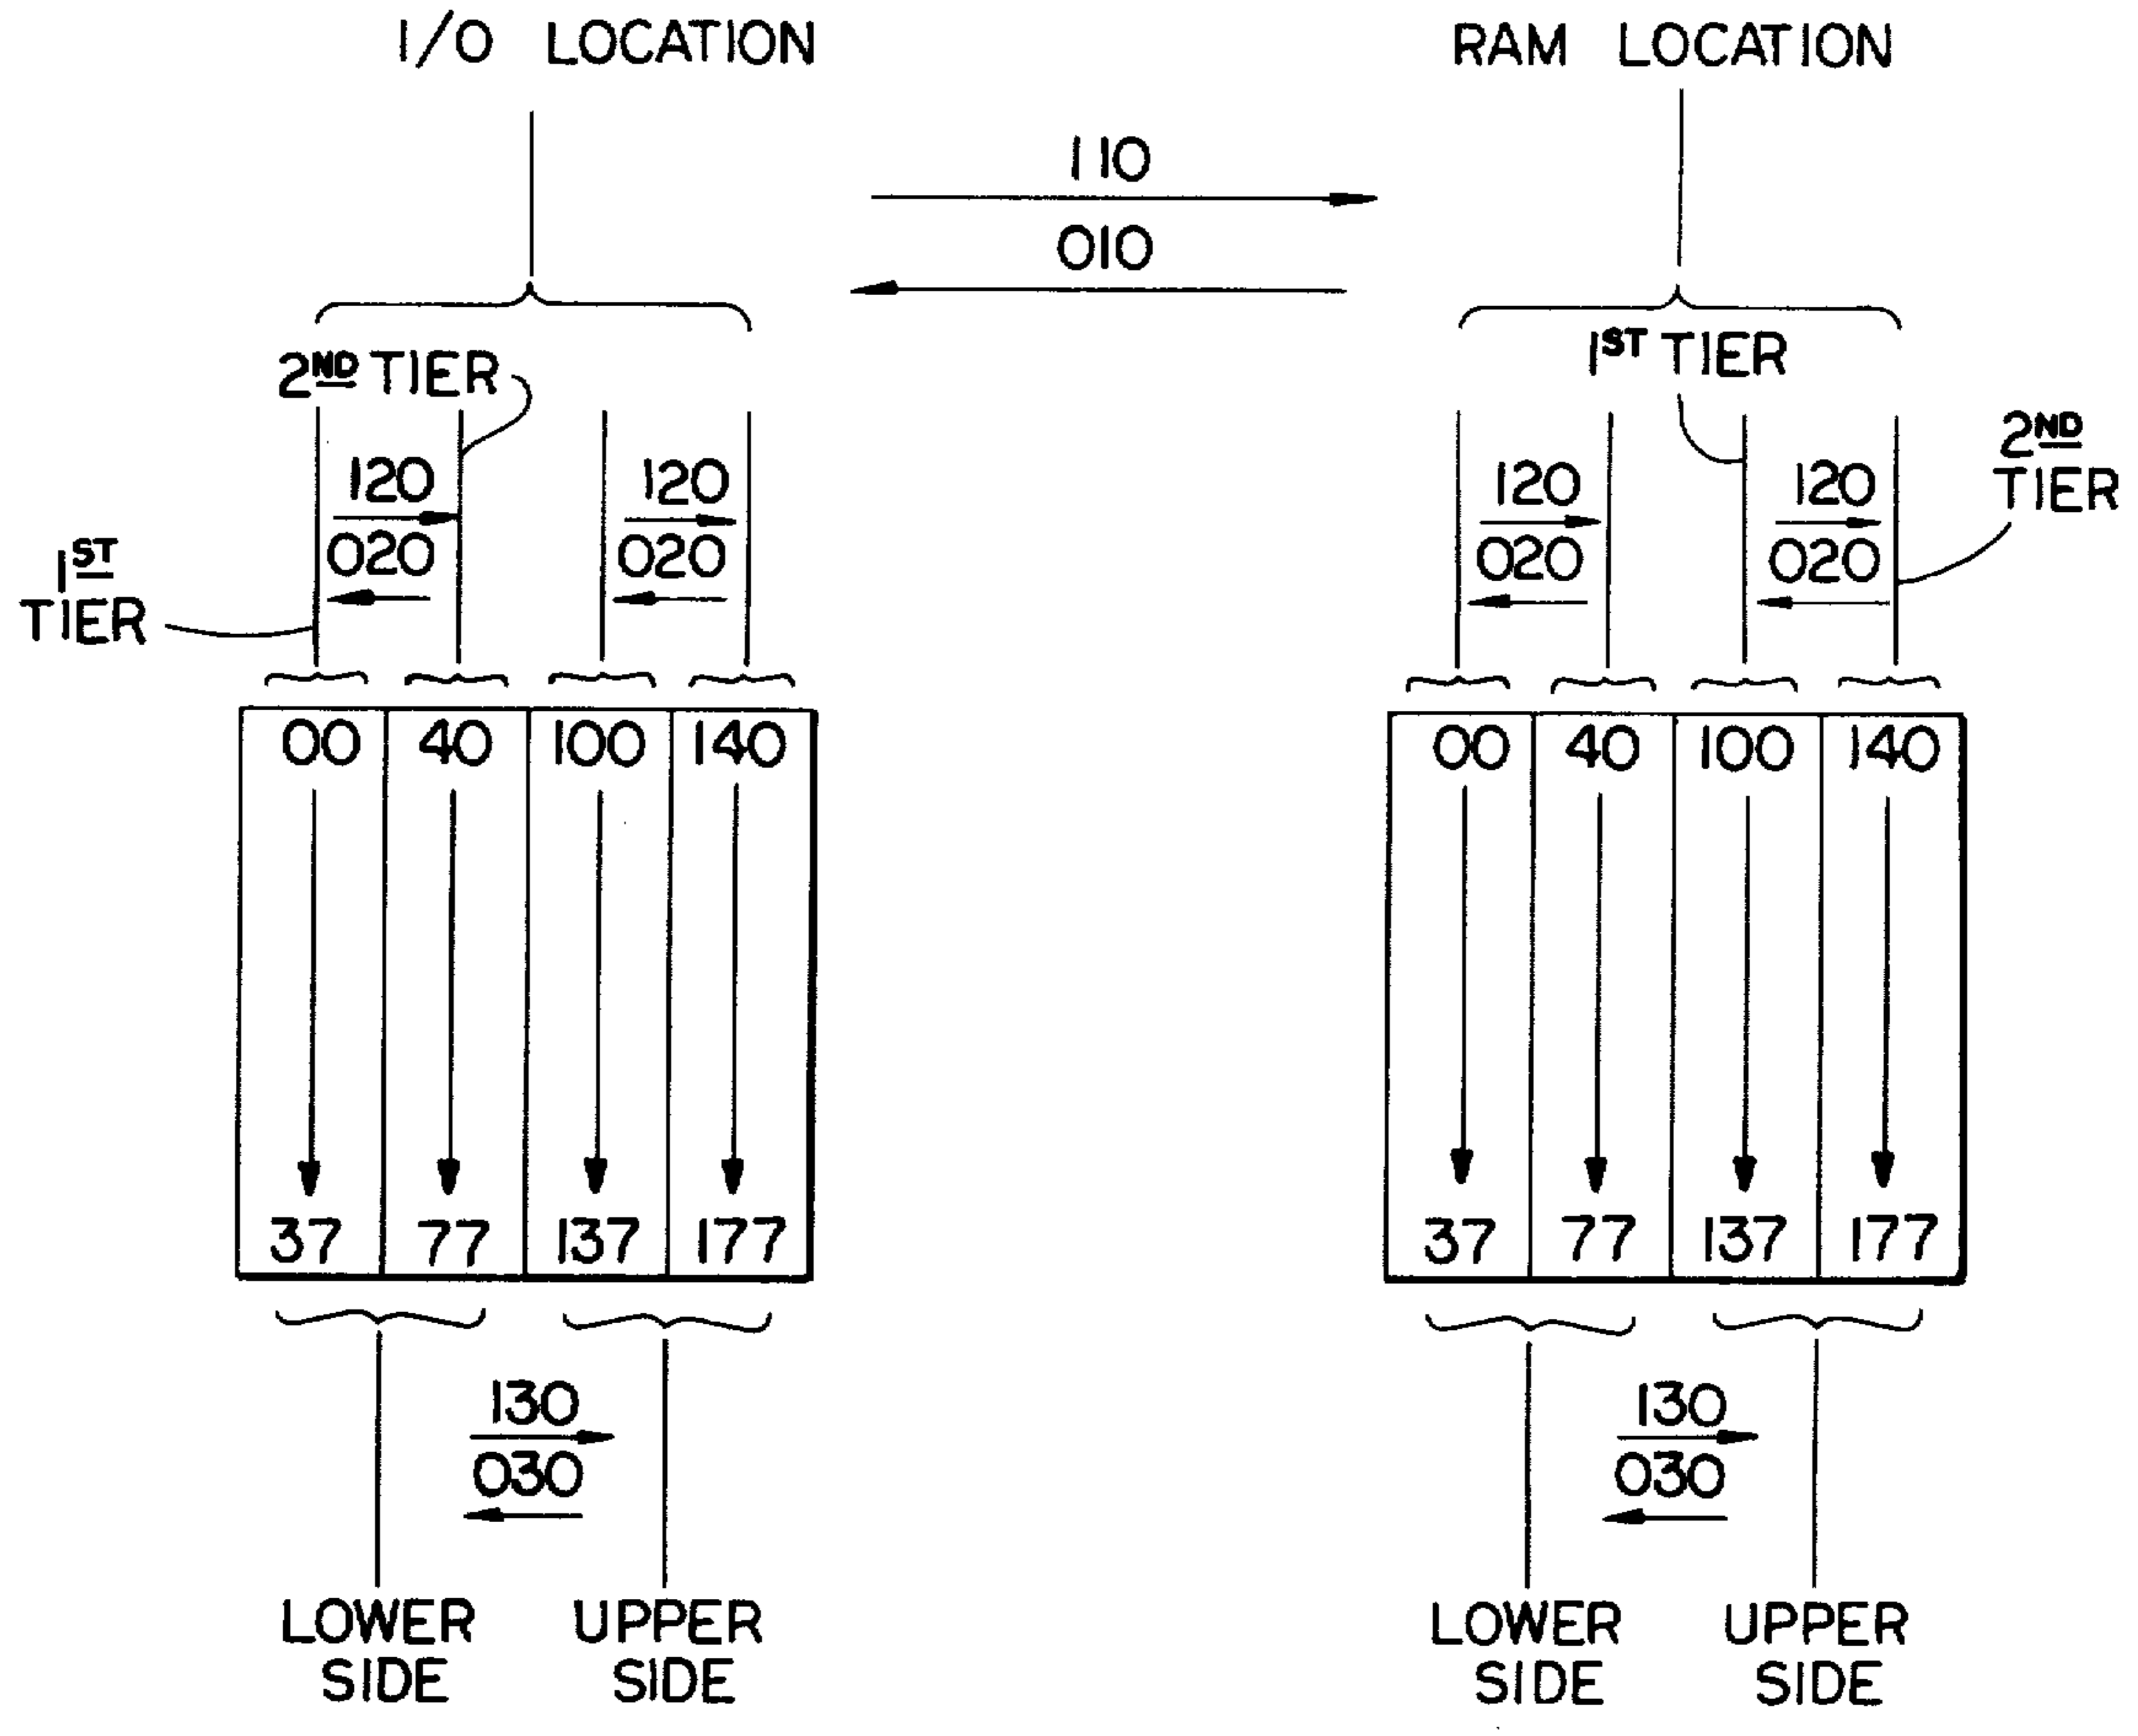 I/O LOCATION
RAM LOCATION
110
010
2ND TIER
1ST TIER
2ND
TIER
120
020
120
020
120
020
120
020
1ST
TIER
00 40 100 140
37 77 137 177
00 40 100 140
37 77 137 177
130
030
130
030
LOWER
SIDE
UPPER
SIDE
LOWER
SIDE
UPPER
SIDE